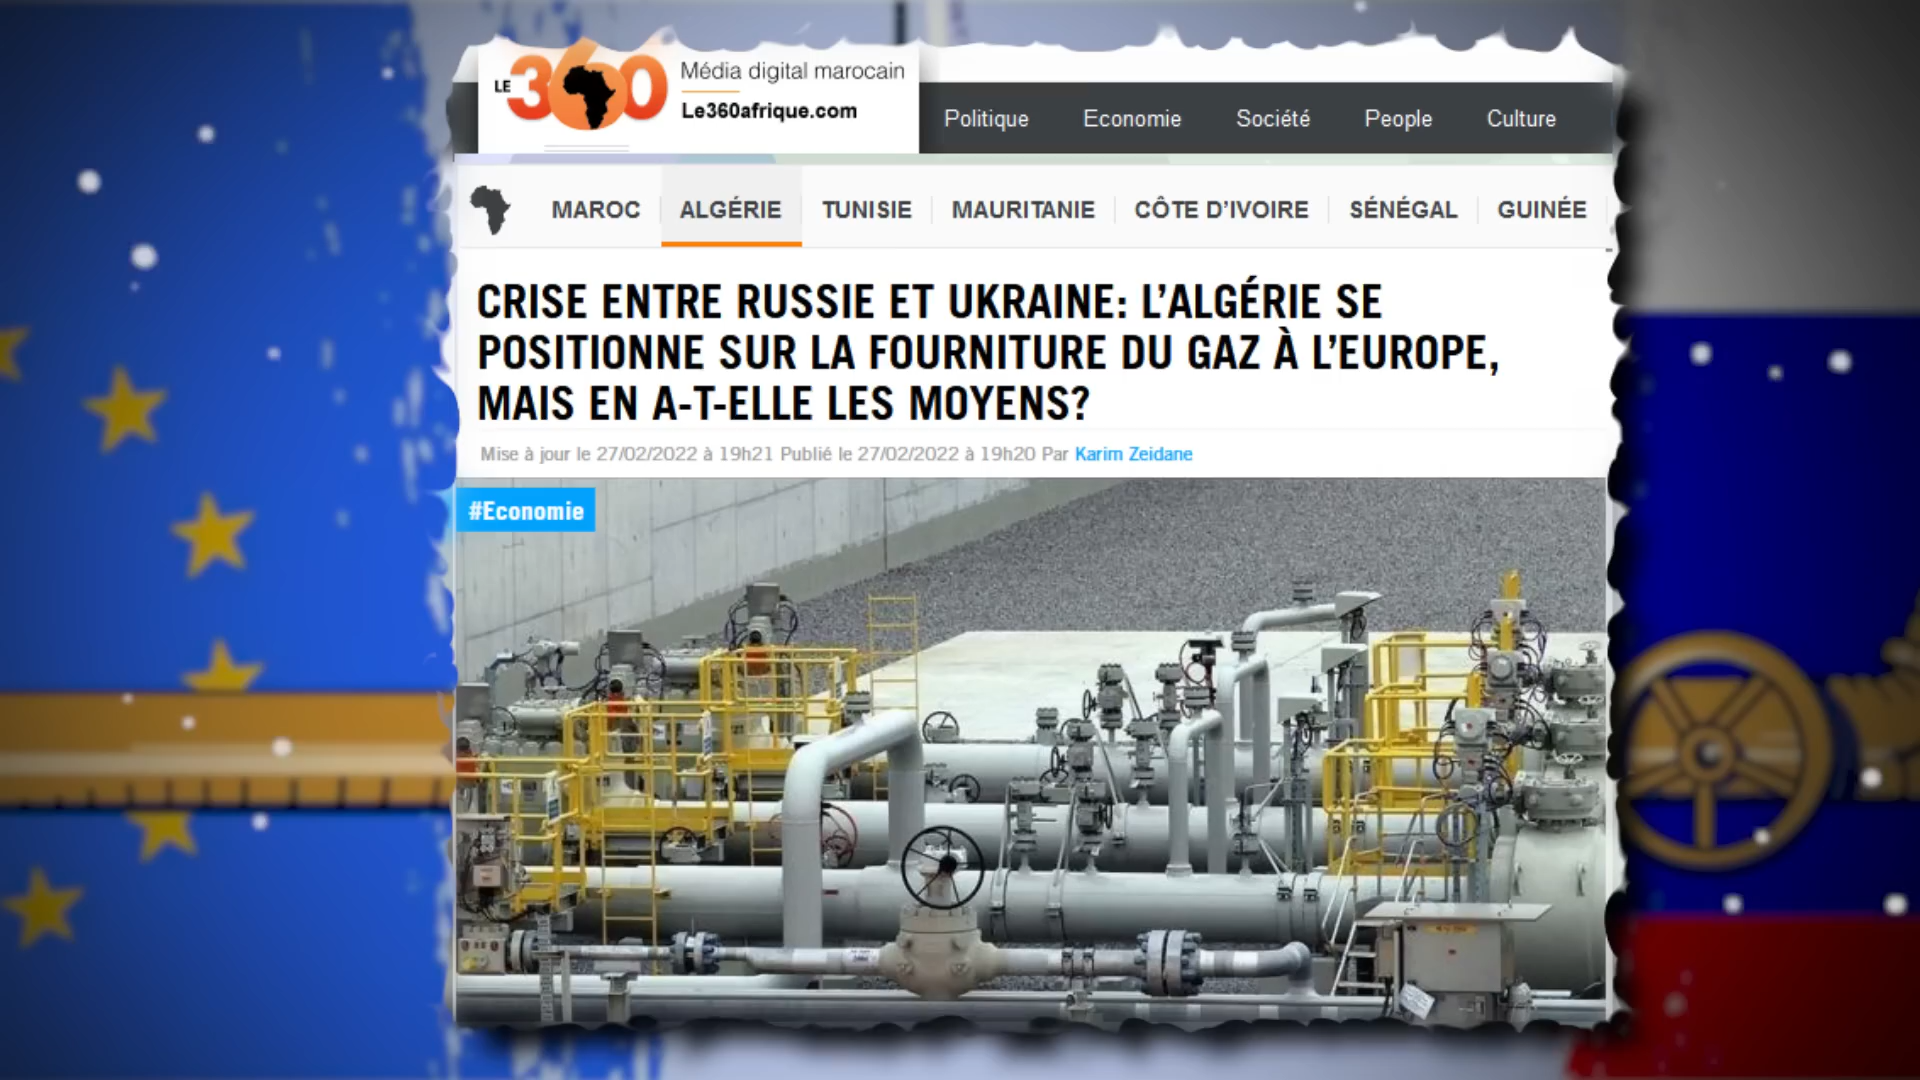 LE 360
Média digital marocain
Le360afrique.com
Politique Economie Société People Culture
MAROC ALGÉRIE TUNISIE MAURITANIE CÔTE D'IVOIRE SÉNÉGAL GUINÉE
CRISE ENTRE RUSSIE ET UKRAINE: L'ALGÉRIE SE
POSITIONNE SUR LA FOURNITURE DU GAZ À L'EUROPE,
MAIS EN A-T-ELLE LES MOYENS?
Mise à jour le 27/02/2022 à 19h21 Publié le 27/02/2022 à 19h20 Par Karim Zeidane
#Economie